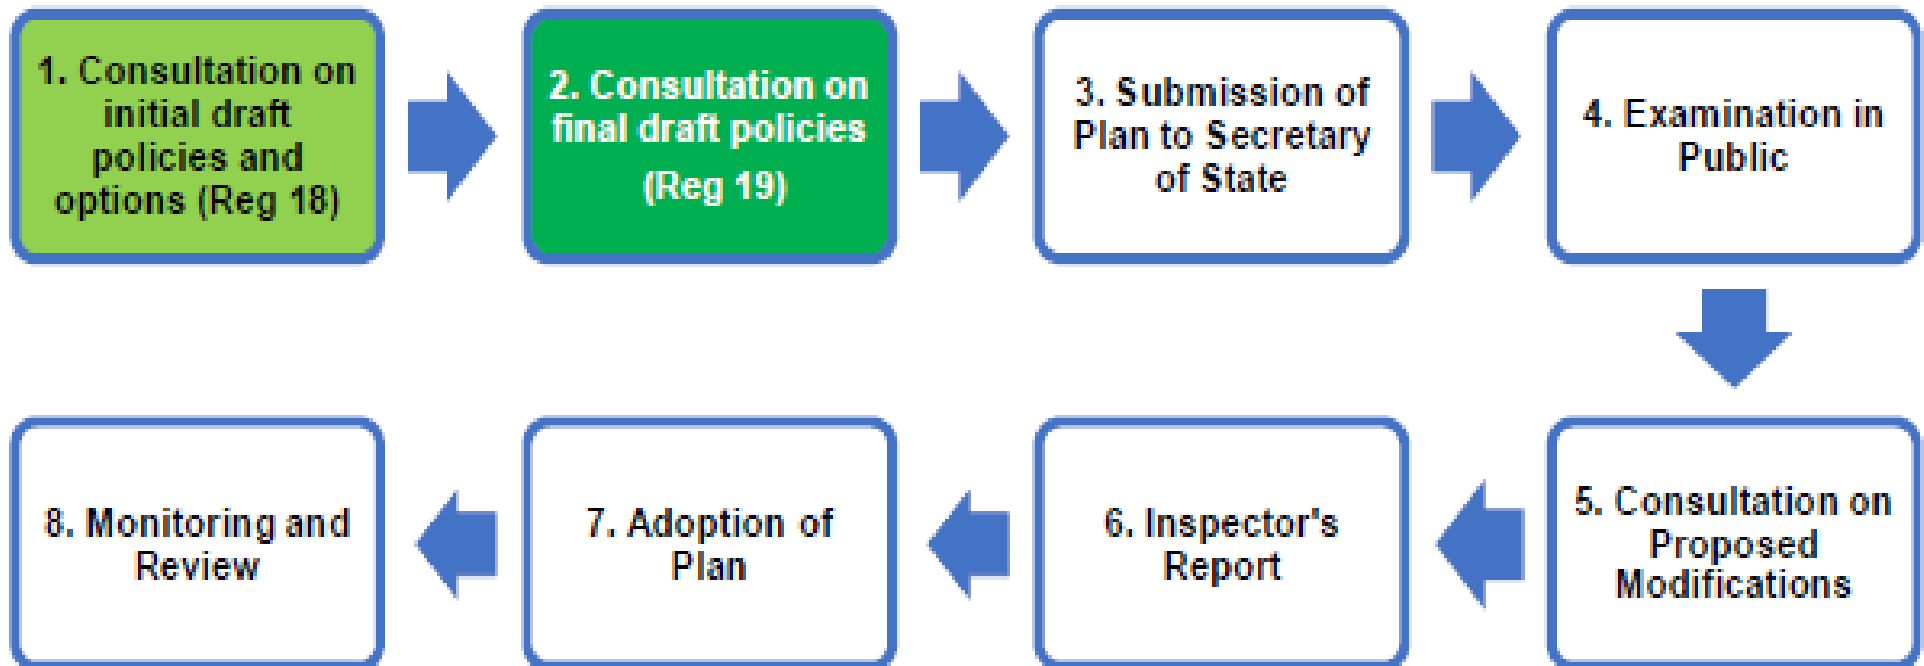 1. Consultation on
initial draft
policies and
options (Reg 18)
2. Consultation on
final draft policies
(Reg 19)
3. Submission of
Plan to Secretary
of State
4. Examination in
Public
5. Consultation on
Proposed
Modifications
6. Inspector's
Report
7. Adoption of
Plan
8. Monitoring and
Review